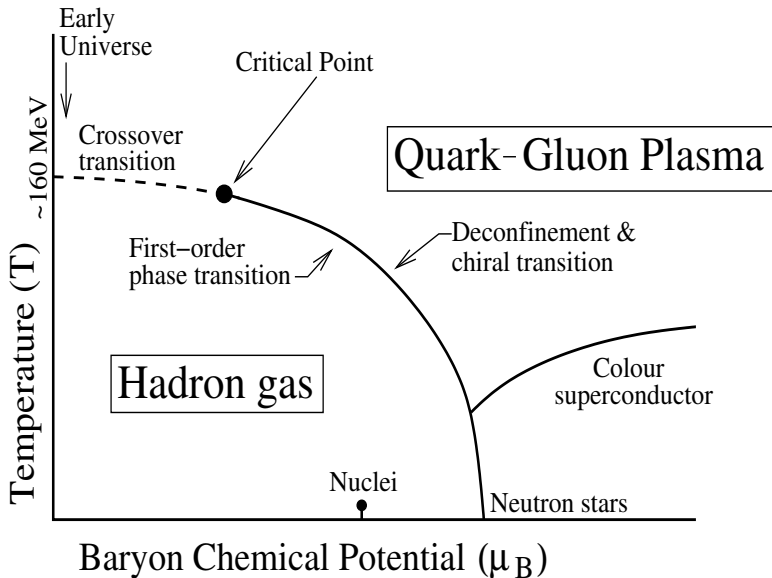 Early
Universe
Critical Point
Crossover
transition
Quark-Gluon Plasma
~160 MeV
First-order
phase transition
Deconfinement &
chiral transition
Temperature (T)
Hadron gas
Colour
superconductor
Nuclei
Neutron stars
Baryon Chemical Potential (μB)